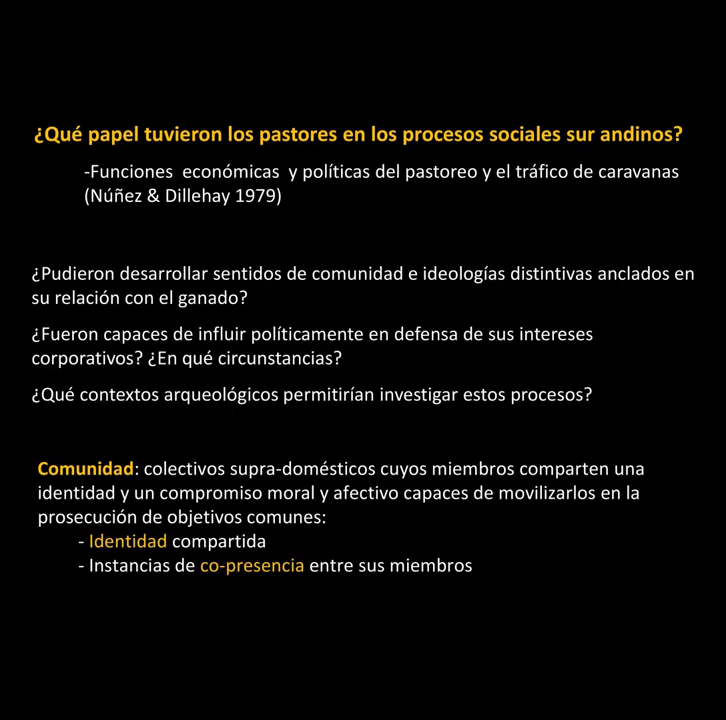 ¿Qué papel tuvieron los pastores en los procesos sociales sur andinos?
-Funciones económicas y políticas del pastoreo y el tráfico de caravanas
(Núñez & Dillehay 1979)
¿Pudieron desarrollar sentidos de comunidad e ideologías distintivas anclados en
su relación con el ganado?
¿Fueron capaces de influir políticamente en defensa de sus intereses
corporativos? ¿En qué circunstancias?
¿Qué contextos arqueológicos permitirían investigar estos procesos?
Comunidad: colectivos supra-domésticos cuyos miembros comparten una
identidad y un compromiso moral y afectivo capaces de movilizarlos en la
prosecución de objetivos comunes:
- Identidad compartida
- Instancias de co-presencia entre sus miembros